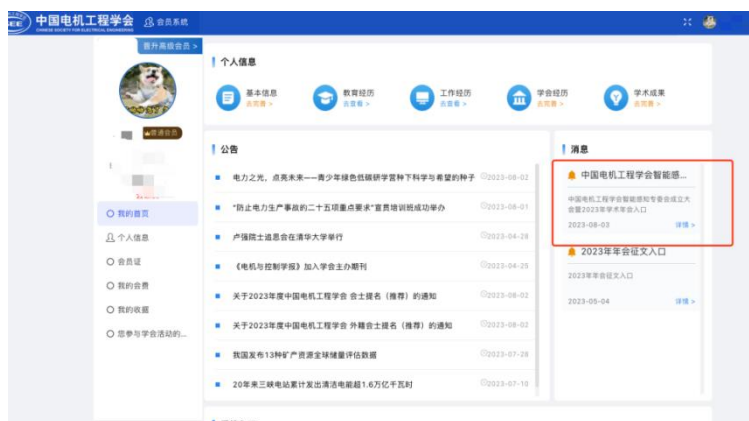 中国电机工程学会 会员系统
CHINESE SOCIETY FOR ELECTRICAL ENGINEERING
晋升高级会员 >
普通会员
我的首页
个人信息
会员证
我的会费
我的收据
您参与学会活动的...
个人信息
基本信息
去完善 >
教育经历
去查看 >
工作经历
去查看 >
学会经历
去完善 >
学术成果
去完善 >
公告
电力之光，点亮未来——青少年绿色低碳研学营种下科学与希望的种子 2023-08-02
“防止电力生产事故的二十五项重点要求”宣贯培训班成功举办 2023-08-01
卢强院士追思会在清华大学举行 2023-04-28
《电机与控制学报》加入学会主办期刊 2023-04-25
关于2023年度中国电机工程学会 会士提名（推荐）的通知 2023-08-02
关于2023年度中国电机工程学会 外籍会士提名（推荐）的通知 2023-08-02
我国发布13种矿产资源全球储量评估数据 2023-07-28
20年来三峡电站累计发出清洁电能超1.6万亿千瓦时 2023-07-10
消息
中国电机工程学会智能感...
中国电机工程学会智能感知专委会成立大
会暨2023年学术年会入口
2023-08-03 详情 >
2023年年会征文入口
2023年年会征文入口
2023-05-04 详情 >